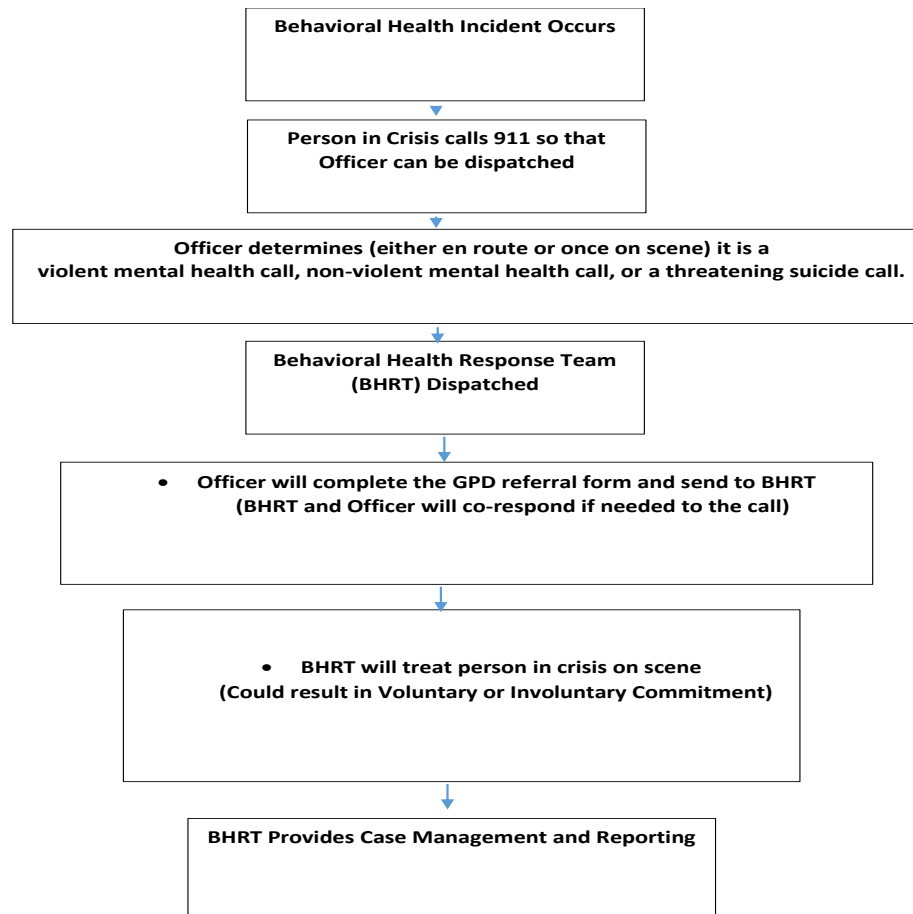 Behavioral Health Incident Occurs
Person in Crisis calls 911 so that
Officer can be dispatched
Officer determines (either en route or once on scene) it is a
violent mental health call, non-violent mental health call, or a threatening suicide call.
Behavioral Health Response Team
(BHRT) Dispatched
• Officer will complete the GPD referral form and send to BHRT
(BHRT and Officer will co-respond if needed to the call)
• BHRT will treat person in crisis on scene
(Could result in Voluntary or Involuntary Commitment)
BHRT Provides Case Management and Reporting